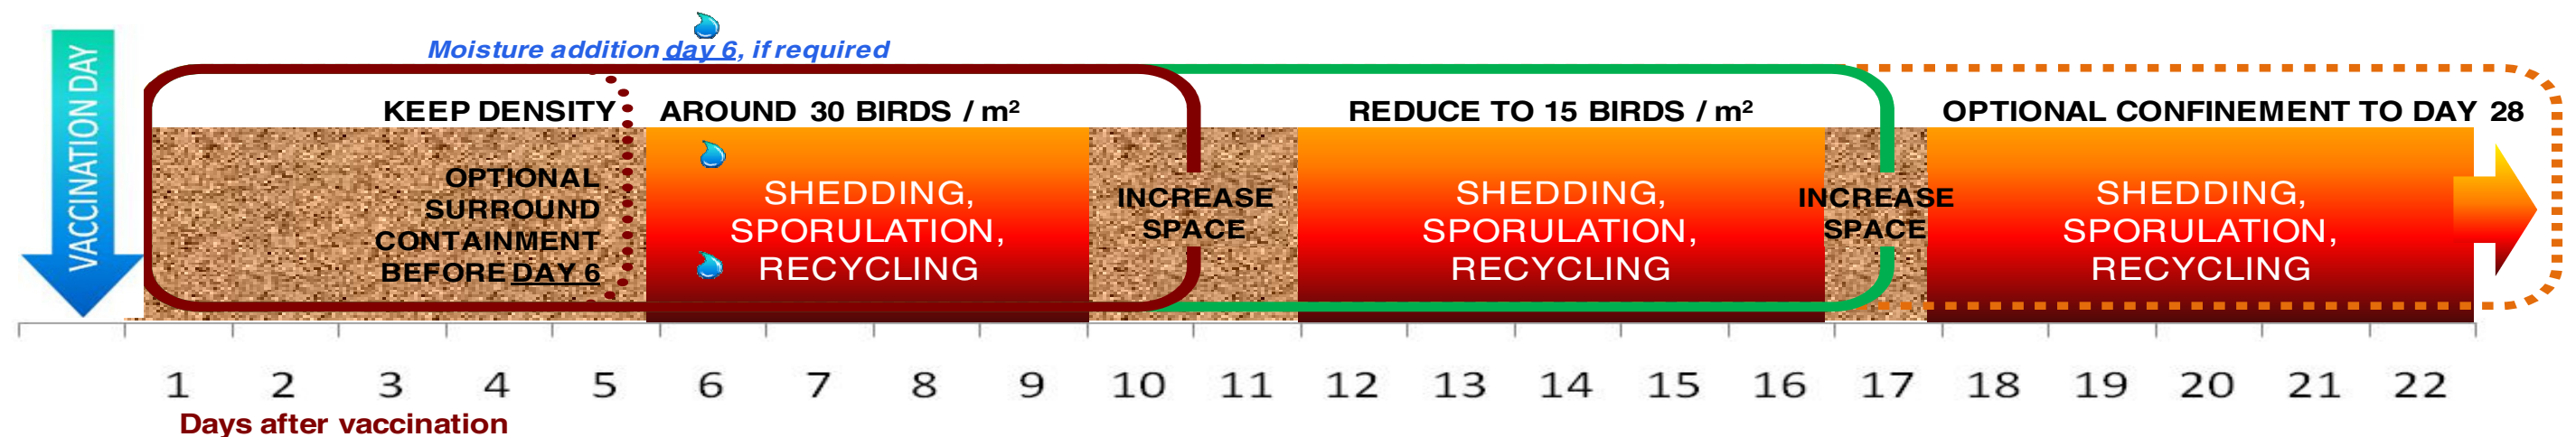 VACCINATION DAY
Moisture addition day 6, if required
KEEP DENSITY AROUND 30 BIRDS / m²
REDUCE TO 15 BIRDS / m²
OPTIONAL CONFINEMENT TO DAY 28
OPTIONAL
SURROUND
CONTAINMENT
BEFORE DAY 6
SHEDDING,
SPORULATION,
RECYCLING
INCREASE
SPACE
SHEDDING,
SPORULATION,
RECYCLING
INCREASE
SPACE
SHEDDING,
SPORULATION,
RECYCLING
1 2 3 4 5 6 7 8 9 10 11 12 13 14 15 16 17 18 19 20 21 22
Days after vaccination